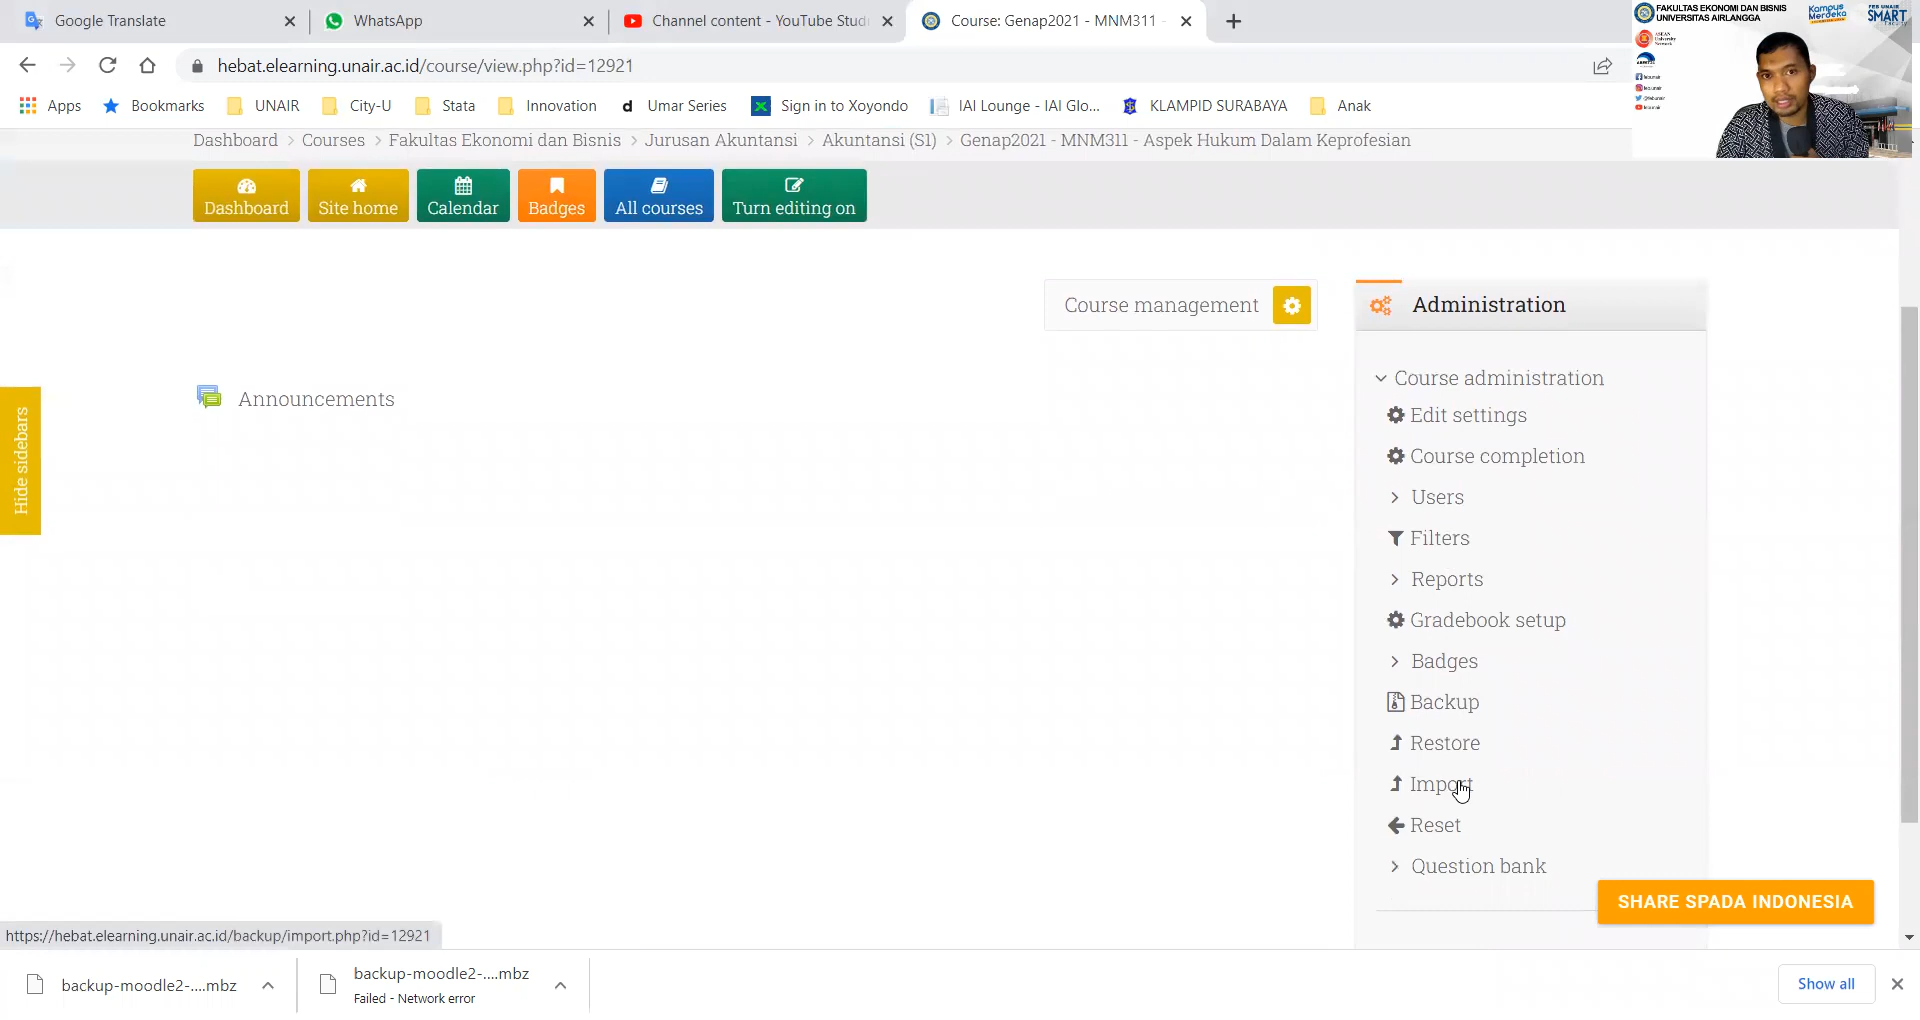 Google Translate
WhatsApp
Channel content - YouTube Stud
Course: Genap2021 - MNM311 -
hebat.elearning.unair.ac.id/course/view.php?id=12921
Apps
Bookmarks
UNAIR
City-U
Stata
Innovation
d Umar Series
Sign in to Xoyondo
IAI Lounge - IAI Glo...
KLAMPID SURABAYA
Anak
FAKULTAS EKONOMI DAN BISNIS
UNIVERSITAS AIRLANGGA
Kampus
Merdeka
FEB UNAIR
SMART
Dashboard > Courses > Fakultas Ekonomi dan Bisnis > Jurusan Akuntansi > Akuntansi (S1) > Genap2021 - MNM311 - Aspek Hukum Dalam Keprofesian
Dashboard
Site home
Calendar
Badges
All courses
Turn editing on
Course management
Announcements
Hide sidebars
Administration
Course administration
Edit settings
Course completion
Users
Filters
Reports
Gradebook setup
Badges
Backup
Restore
Import
Reset
Question bank
SHARE SPADA INDONESIA
https://hebat.elearning.unair.ac.id/backup/import.php?id=12921
backup-moodle2-....mbz
backup-moodle2-....mbz
Failed - Network error
Show all